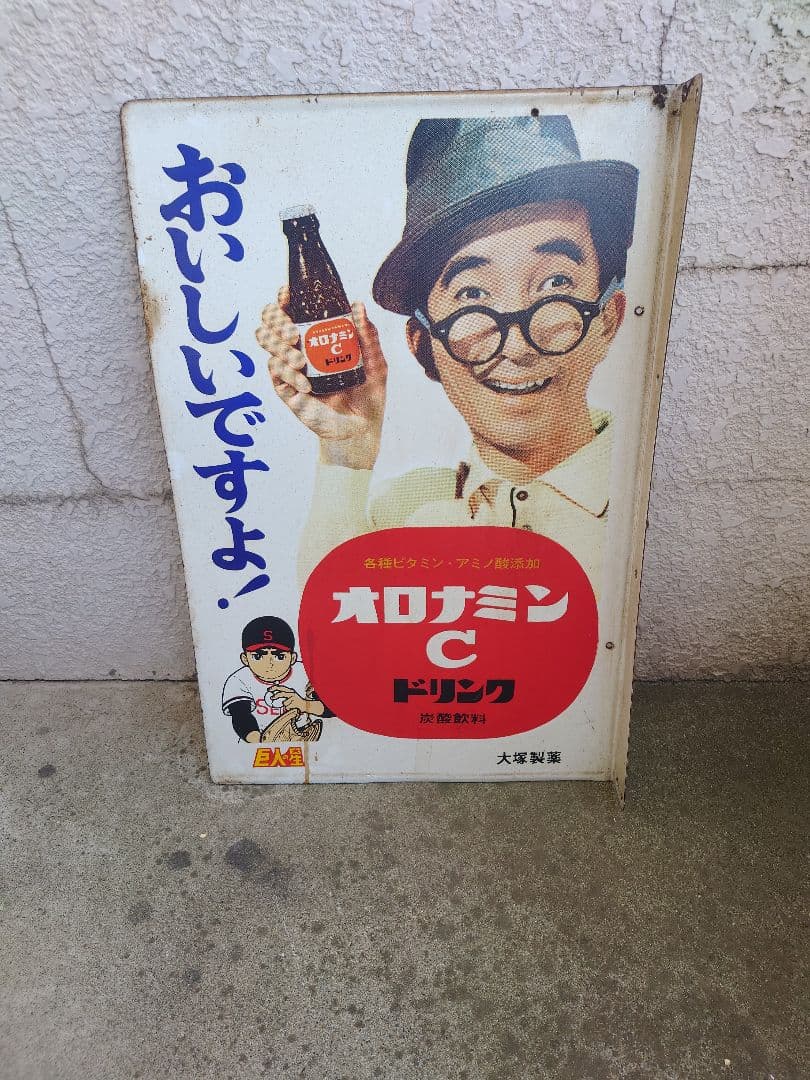 おいしいですよ!
オロナミン
C
ドリンク
各種ビタミン・アミノ酸添加
オロナミン
C
ドリンク
炭酸飲料
S
SE
巨人の星
大塚製薬